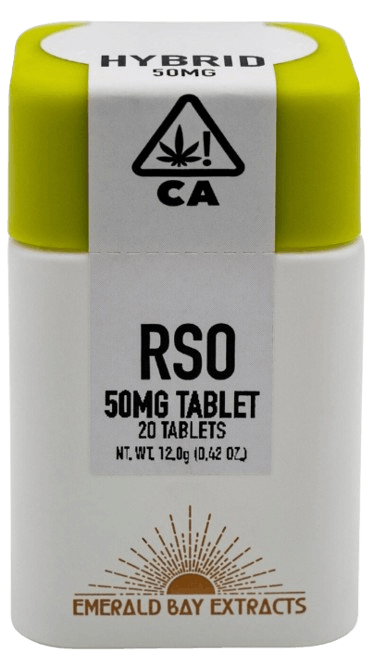 HYBRID
50MG
CA
RSO
50MG TABLET
20 TABLETS
NT. WT. 12.0g (0.42 OZ.)
EMERALD BAY EXTRACTS